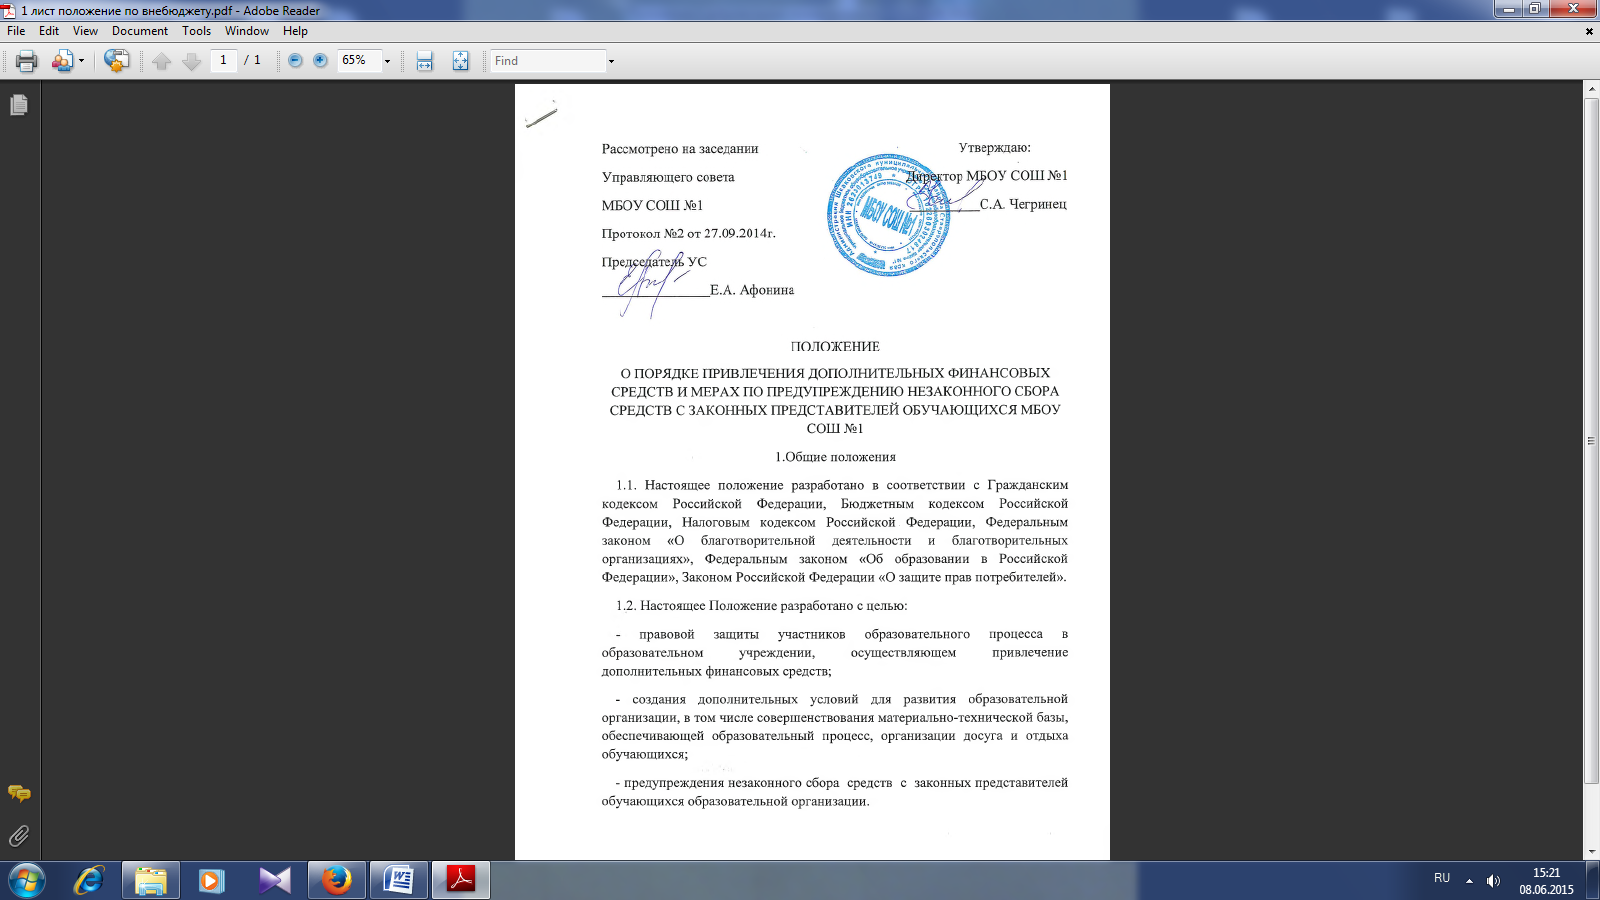 1 лист положение по внебюджету.pdf - Adobe Reader
File Edit View Document Tools Window Help
1 / 1 65% Find
Рассмотрено на заседании
Управляющего совета
МБОУ СОШ №1
Протокол №2 от 27.09.2014г.
Председатель УС
Е.А. Афонина
Утверждаю:
Директор МБОУ СОШ №1
С.А. Чегринец
МБОУ СОШ №1
ПОЛОЖЕНИЕ
О ПОРЯДКЕ ПРИВЛЕЧЕНИЯ ДОПОЛНИТЕЛЬНЫХ ФИНАНСОВЫХ
СРЕДСТВ И МЕРАХ ПО ПРЕДУПРЕЖДЕНИЮ НЕЗАКОННОГО СБОРА
СРЕДСТВ С ЗАКОННЫХ ПРЕДСТАВИТЕЛЕЙ ОБУЧАЮЩИХСЯ МБОУ
СОШ №1
1.Общие положения
1.1. Настоящее положение разработано в соответствии с Гражданским
кодексом Российской Федерации, Бюджетным кодексом Российской
Федерации, Налоговым кодексом Российской Федерации, Федеральным
законом «О благотворительной деятельности и благотворительных
организациях», Федеральным законом «Об образовании в Российской
Федерации», Законом Российской Федерации «О защите прав потребителей».
1.2. Настоящее Положение разработано с целью:
- правовой защиты участников образовательного процесса в
образовательном учреждении, осуществляющем привлечение
дополнительных финансовых средств;
- создания дополнительных условий для развития образовательной
организации, в том числе совершенствования материально-технической базы,
обеспечивающей образовательный процесс, организации досуга и отдыха
обучающихся;
- предупреждения незаконного сбора средств с законных представителей
обучающихся образовательной организации.
RU
15:21
08.06.2015